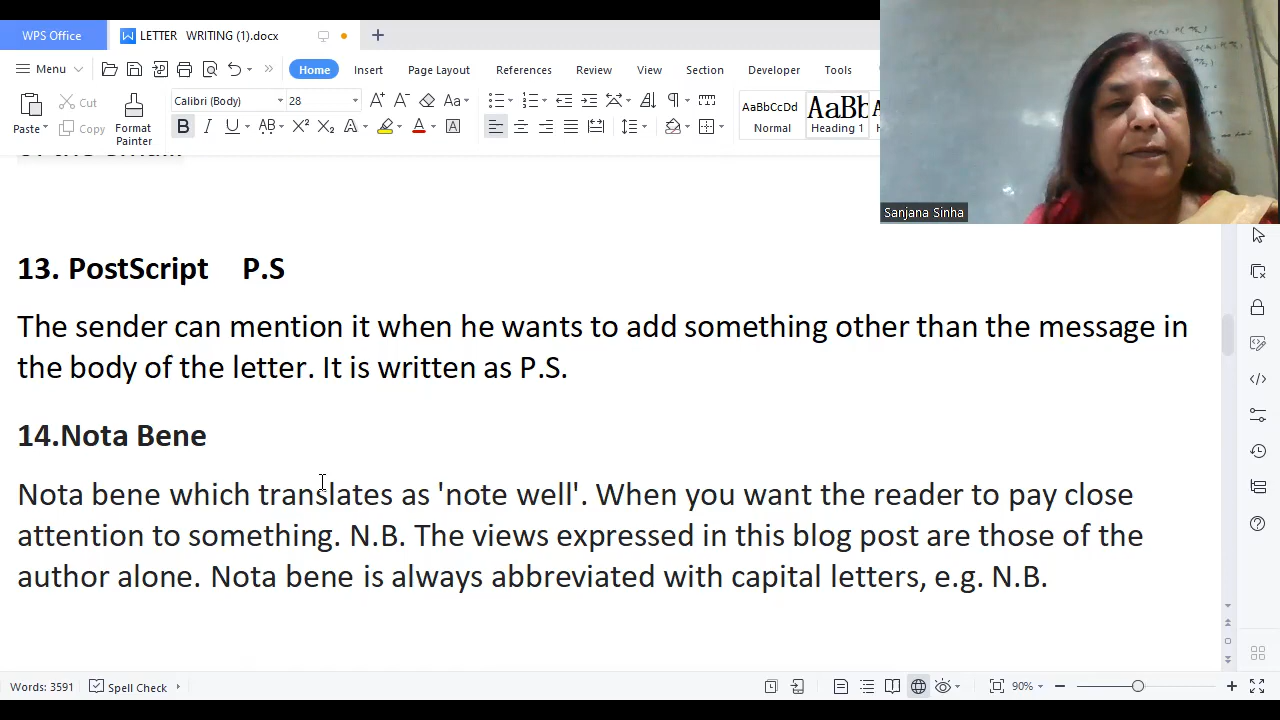 WPS Office
LETTER WRITING (1).docx
Menu
Home Insert Page Layout References Review View Section Developer Tools
Paste Cut Copy Format Painter
Calibri (Body) 28
AaBbCcDd Normal
AaBb Heading 1
Sanjana Sinha
13. PostScript P.S
The sender can mention it when he wants to add something other than the message in
the body of the letter. It is written as P.S.
14.Nota Bene
Nota bene which translates as 'note well'. When you want the reader to pay close
attention to something. N.B. The views expressed in this blog post are those of the
author alone. Nota bene is always abbreviated with capital letters, e.g. N.B.
Words: 3591 Spell Check 90%